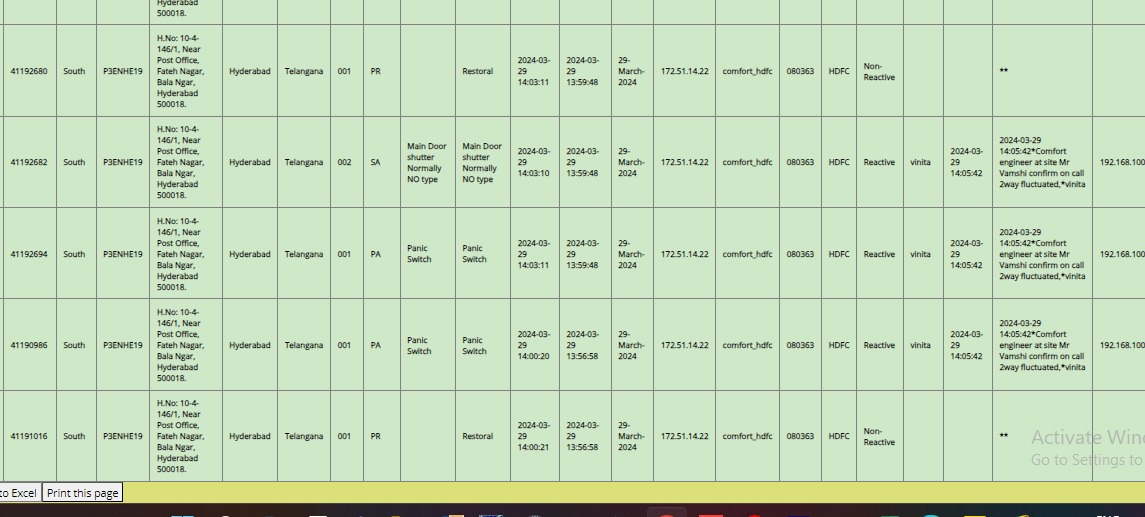 Hyderabad
500018.
41192680 South P3ENHE19 H.No: 10-4-146/1, Near Post Office, Fateh Nagar, Bala Ngar, Hyderabad 500018. Hyderabad Telangana 001 PR Restoral 2024-03-29 14:03:11 2024-03-29 13:59:48 29-March-2024 172.51.14.22 comfort_hdfc 080363 HDFC Non-Reactive **
41192682 South P3ENHE19 H.No: 10-4-146/1, Near Post Office, Fateh Nagar, Bala Ngar, Hyderabad 500018. Hyderabad Telangana 002 SA Main Door shutter Normally NO type Main Door shutter Normally NO type 2024-03-29 14:03:10 2024-03-29 13:59:48 29-March-2024 172.51.14.22 comfort_hdfc 080363 HDFC Reactive vinita 2024-03-29 14:05:42 2024-03-29 14:05:42*Comfort engineer at site Mr Vamshi confirm on call 2way fluctuated,*vinita 192.168.100
41192694 South P3ENHE19 H.No: 10-4-146/1, Near Post Office, Fateh Nagar, Bala Ngar, Hyderabad 500018. Hyderabad Telangana 001 PA Panic Switch Panic Switch 2024-03-29 14:03:11 2024-03-29 13:59:48 29-March-2024 172.51.14.22 comfort_hdfc 080363 HDFC Reactive vinita 2024-03-29 14:05:42 2024-03-29 14:05:42*Comfort engineer at site Mr Vamshi confirm on call 2way fluctuated,*vinita 192.168.100
41190986 South P3ENHE19 H.No: 10-4-146/1, Near Post Office, Fateh Nagar, Bala Ngar, Hyderabad 500018. Hyderabad Telangana 001 PA Panic Switch Panic Switch 2024-03-29 14:00:20 2024-03-29 13:56:58 29-March-2024 172.51.14.22 comfort_hdfc 080363 HDFC Reactive vinita 2024-03-29 14:05:42 2024-03-29 14:05:42*Comfort engineer at site Mr Vamshi confirm on call 2way fluctuated,*vinita 192.168.100
41191016 South P3ENHE19 H.No: 10-4-146/1, Near Post Office, Fateh Nagar, Bala Ngar, Hyderabad 500018. Hyderabad Telangana 001 PR Restoral 2024-03-29 14:00:21 2024-03-29 13:56:58 29-March-2024 172.51.14.22 comfort_hdfc 080363 HDFC Non-Reactive **
Activate Win
Go to Settings to
to Excel Print this page